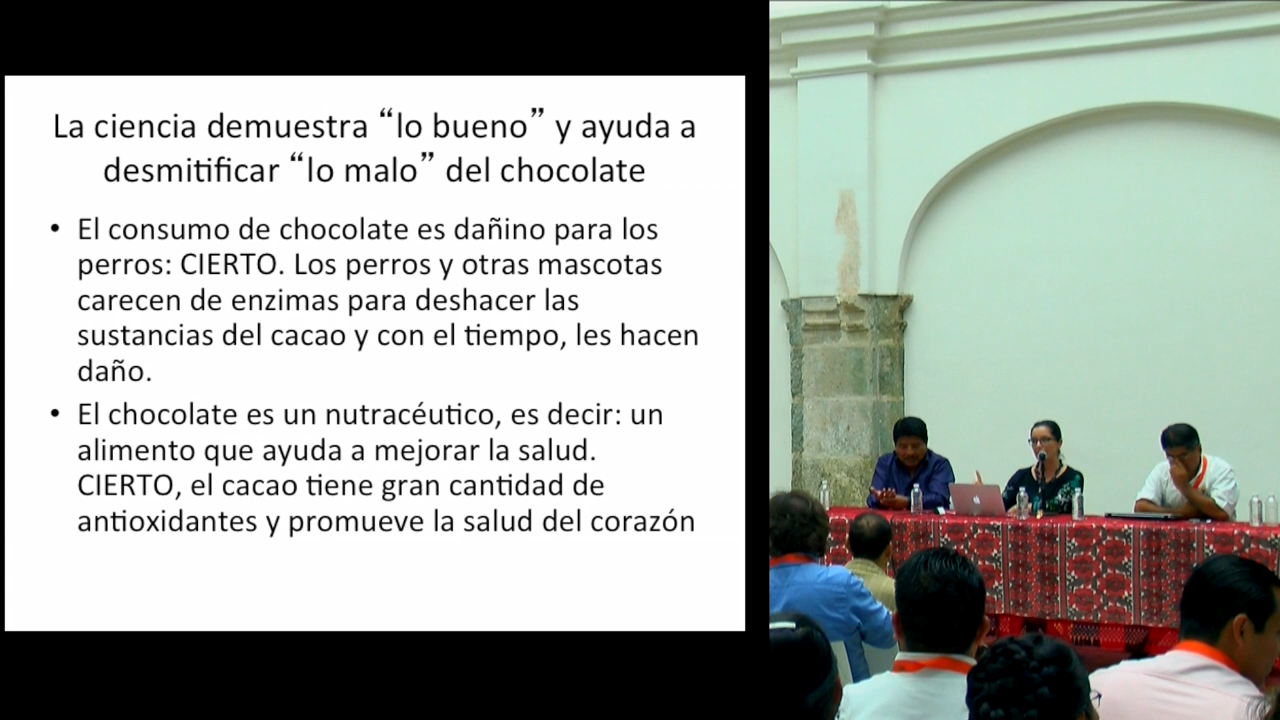 La ciencia demuestra “lo bueno” y ayuda a
desmitificar “lo malo” del chocolate
• El consumo de chocolate es dañino para los
perros: CIERTO. Los perros y otras mascotas
carecen de enzimas para deshacer las
sustancias del cacao y con el tiempo, les hacen
daño.
• El chocolate es un nutracéutico, es decir: un
alimento que ayuda a mejorar la salud.
CIERTO, el cacao tiene gran cantidad de
antioxidantes y promueve la salud del corazón